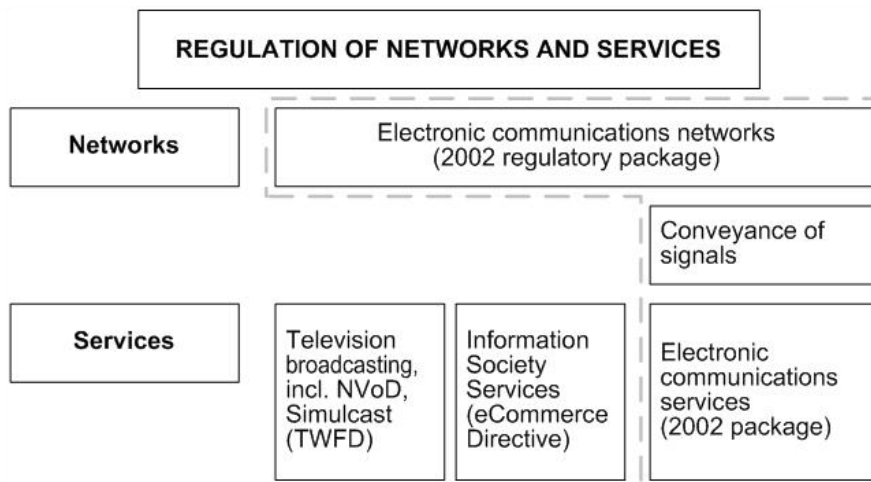 REGULATION OF NETWORKS AND SERVICES
Networks
Electronic communications networks
(2002 regulatory package)
Conveyance of
signals
Services
Television
broadcasting,
incl. NVoD,
Simulcast
(TWFD)
Information
Society
Services
(eCommerce
Directive)
Electronic
communications
services
(2002 package)